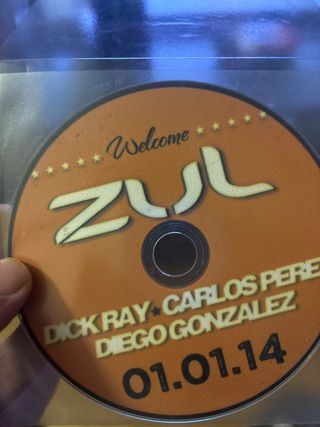 Welcome
ZUL
DICK RAY★CARLOS PERE
DIEGO GONZALEZ
01.01.14